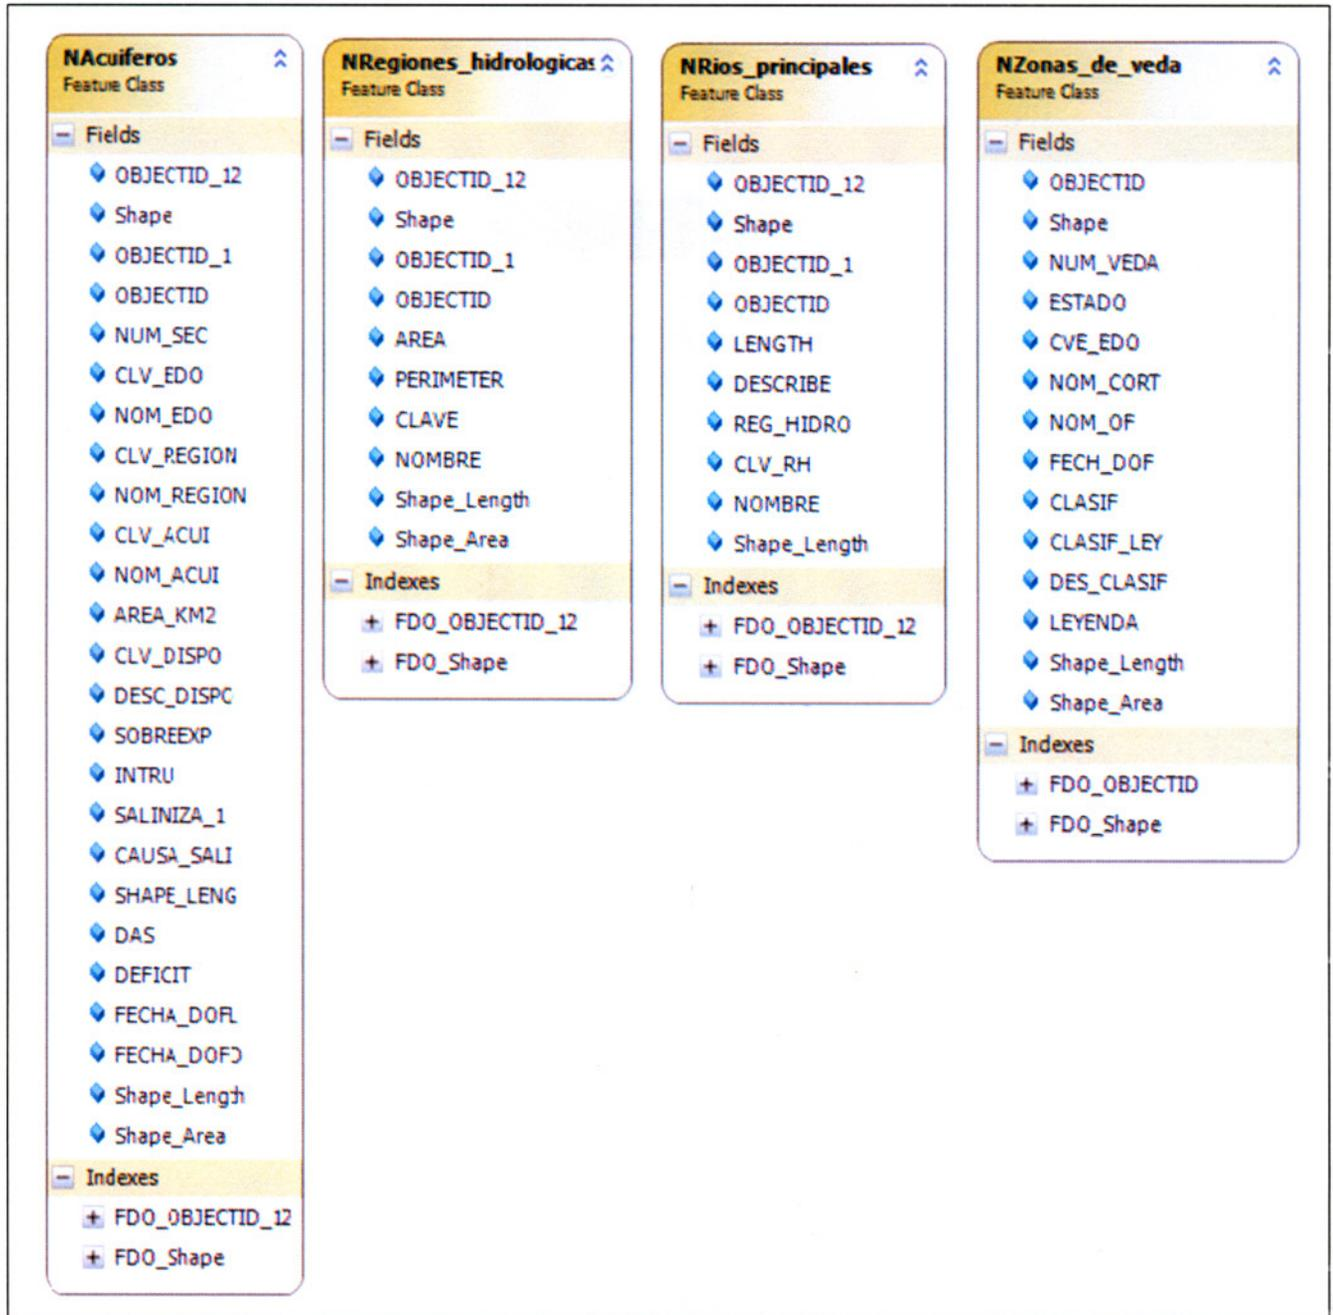 NAcuiferos
Feature Class
Fields
OBJECTID_12
Shape
OBJECTID_1
OBJECTID
NUM_SEC
CLV_EDO
NOM_EDO
CLV_REGION
NOM_REGION
CLV_ACUI
NOM_ACUI
AREA_KM2
CLV_DISPO
DESC_DISPO
SOBREEXP
INTRU
SALINIZA_1
CAUSA_SALI
SHAPE_LENG
DAS
DEFICIT
FECHA_DOFL
FECHA_DOFD
Shape_Length
Shape_Area
Indexes
FDO_OBJECTID_12
FDO_Shape
NRegiones_hidrologicas
Feature Class
Fields
OBJECTID_12
Shape
OBJECTID_1
OBJECTID
AREA
PERIMETER
CLAVE
NOMBRE
Shape_Length
Shape_Area
Indexes
FDO_OBJECTID_12
FDO_Shape
NRios_principales
Feature Class
Fields
OBJECTID_12
Shape
OBJECTID_1
OBJECTID
LENGTH
DESCRIBE
REG_HIDRO
CLV_RH
NOMBRE
Shape_Length
Indexes
FDO_OBJECTID_12
FDO_Shape
NZonas_de_veda
Feature Class
Fields
OBJECTID
Shape
NUM_VEDA
ESTADO
CVE_EDO
NOM_CORT
NOM_OF
FECH_DOF
CLASIF
CLASIF_LEY
DES_CLASIF
LEYENDA
Shape_Length
Shape_Area
Indexes
FDO_OBJECTID
FDO_Shape